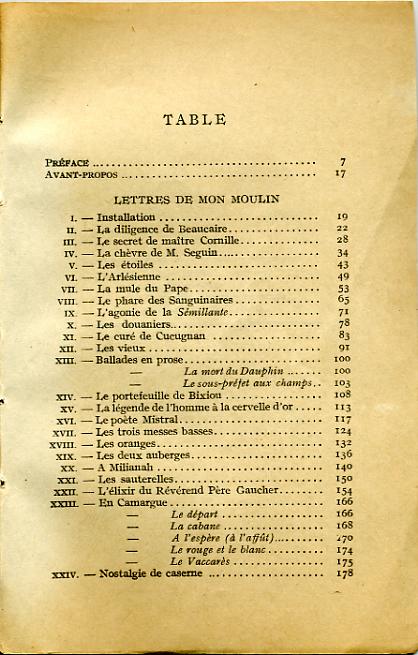 TABLE
PRÉFACE ... 7
AVANT-PROPOS ... 17
LETTRES DE MON MOULIN
I. — Installation ... 19
II. — La diligence de Beaucaire ... 22
III. — Le secret de maître Cornille ... 28
IV. — La chèvre de M. Seguin ... 34
V. — Les étoiles ... 43
VI. — L'Arlésienne ... 49
VII. — La mule du Pape ... 53
VIII. — Le phare des Sanguinaires ... 65
IX. — L'agonie de la Sémillante ... 71
X. — Les douaniers ... 78
XI. — Le curé de Cucugnan ... 83
XII. — Les vieux ... 91
XIII. — Ballades en prose ... 100
— La mort du Dauphin ... 100
— Le sous-préfet aux champs .. 103
XIV. — Le portefeuille de Bixiou ... 108
XV. — La légende de l'homme à la cervelle d'or ... 113
XVI. — Le poète Mistral ... 117
XVII. — Les trois messes basses ... 124
XVIII. — Les oranges ... 132
XIX. — Les deux auberges ... 136
XX. — A Milianah ... 140
XXI. — Les sauterelles ... 150
XXII. — L'élixir du Révérend Père Gaucher ... 154
XXIII. — En Camargue ... 166
— Le départ ... 166
— La cabane ... 168
— A l'espère (à l'affût) ... 170
— Le rouge et le blanc ... 174
— Le Vaccarès ... 175
XXIV. — Nostalgie de caserne ... 178